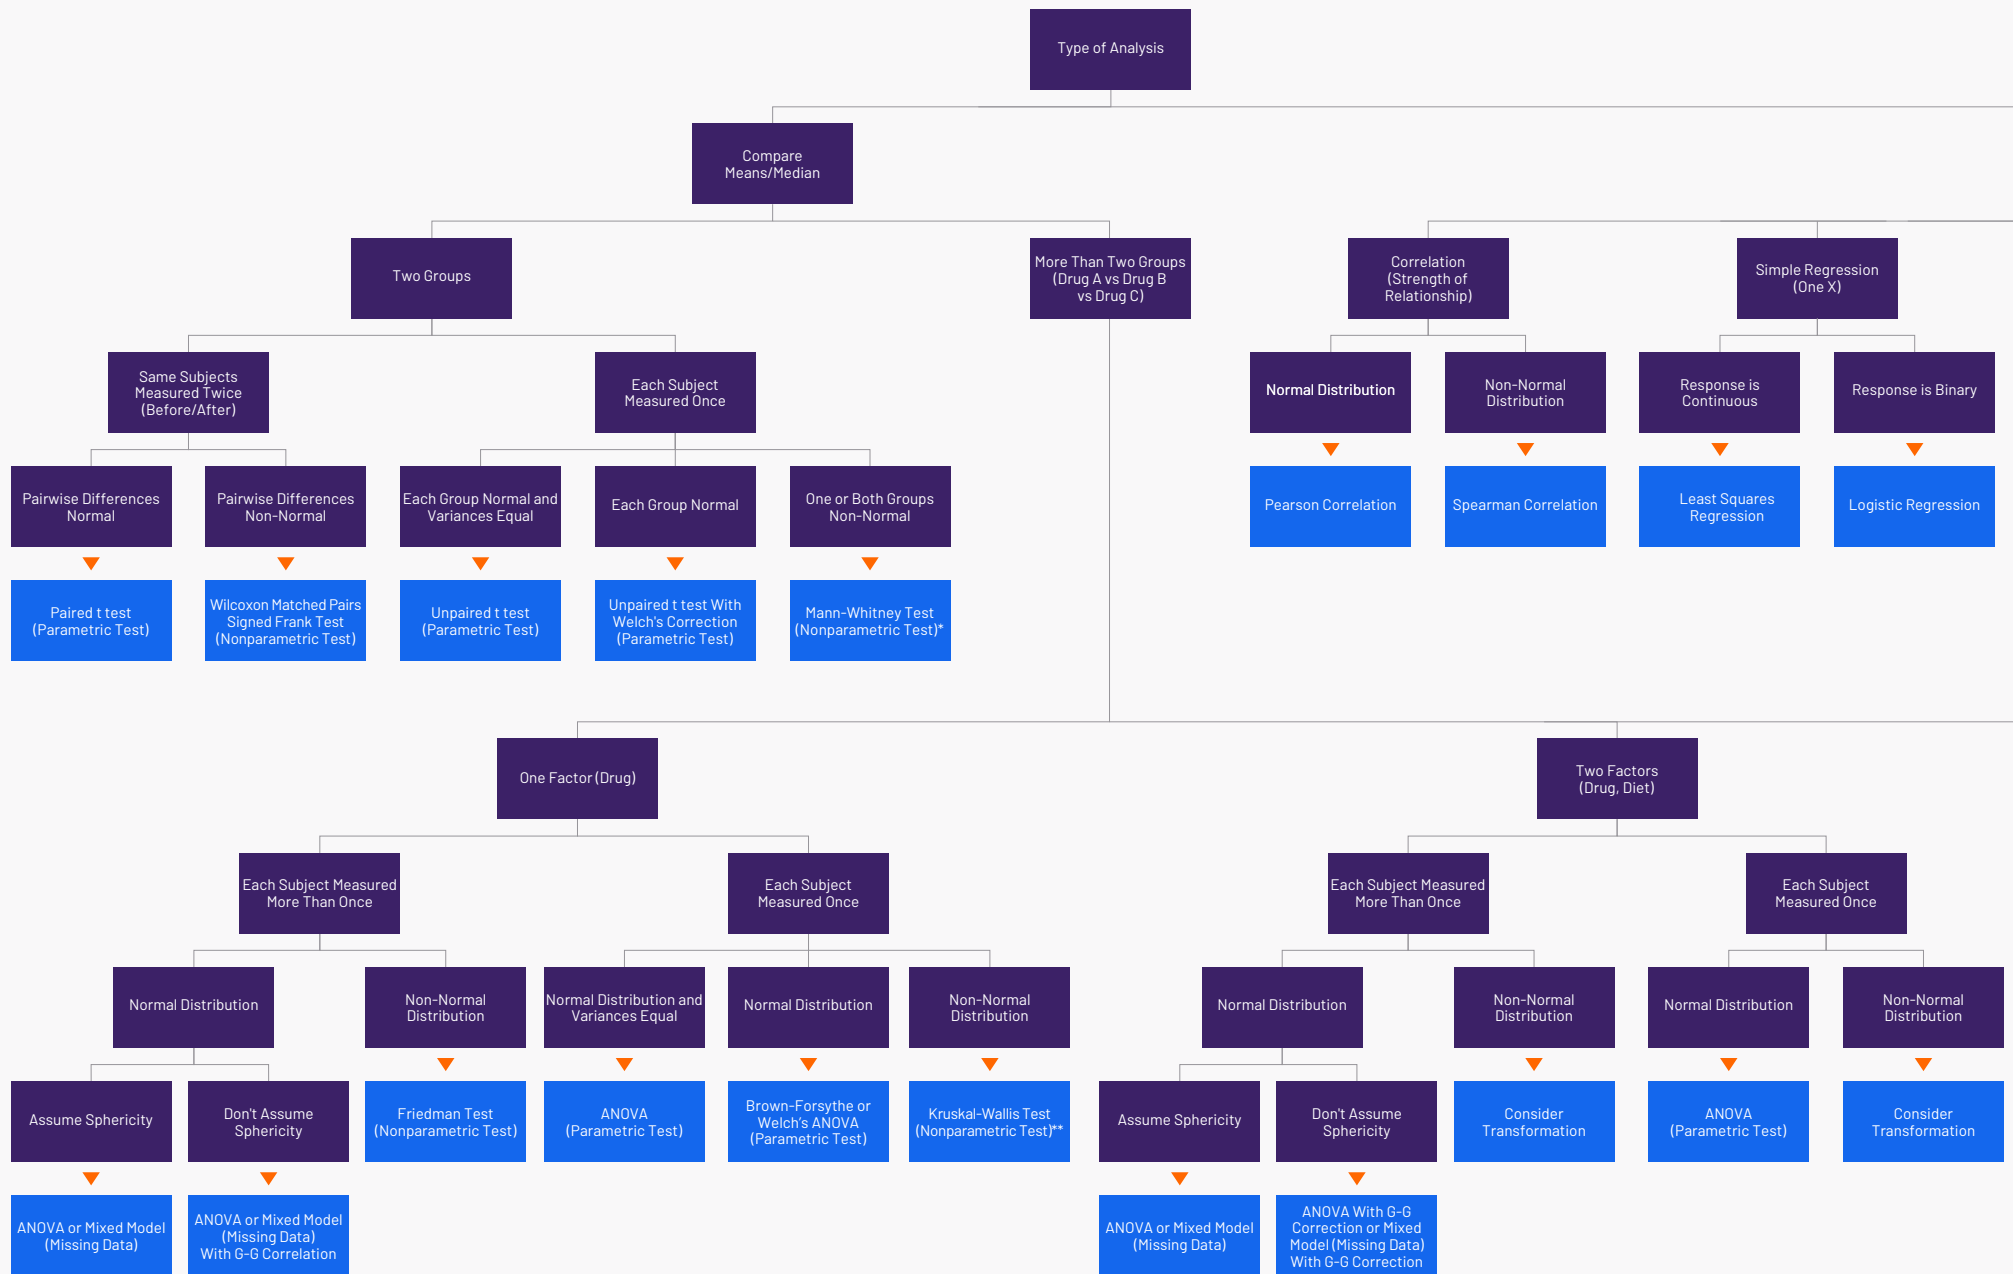 Type of Analysis
Compare
Means/Median
Two Groups
More Than Two Groups
(Drug A vs Drug B
vs Drug C)
Correlation
(Strength of
Relationship)
Simple Regression
(One X)
Same Subjects
Measured Twice
(Before/After)
Each Subject
Measured Once
Normal Distribution
Non-Normal
Distribution
Response is
Continuous
Response is Binary
Pairwise Differences
Normal
Pairwise Differences
Non-Normal
Each Group Normal and
Variances Equal
Each Group Normal
One or Both Groups
Non-Normal
Pearson Correlation
Spearman Correlation
Least Squares
Regression
Logistic Regression
Paired t test
(Parametric Test)
Wilcoxon Matched Pairs
Signed Frank Test
(Nonparametric Test)
Unpaired t test
(Parametric Test)
Unpaired t test With
Welch's Correction
(Parametric Test)
Mann-Whitney Test
(Nonparametric Test)*
One Factor (Drug)
Two Factors
(Drug, Diet)
Each Subject Measured
More Than Once
Each Subject
Measured Once
Each Subject Measured
More Than Once
Each Subject
Measured Once
Normal Distribution
Non-Normal
Distribution
Normal Distribution and
Variances Equal
Normal Distribution
Non-Normal
Distribution
Normal Distribution
Non-Normal
Distribution
Normal Distribution
Non-Normal
Distribution
Assume Sphericity
Don't Assume
Sphericity
Friedman Test
(Nonparametric Test)
ANOVA
(Parametric Test)
Brown-Forsythe or
Welch’s ANOVA
(Parametric Test)
Kruskal-Wallis Test
(Nonparametric Test)**
Assume Sphericity
Don't Assume
Sphericity
Consider
Transformation
ANOVA
(Parametric Test)
Consider
Transformation
ANOVA or Mixed Model
(Missing Data)
ANOVA or Mixed Model
(Missing Data)
With G-G Correlation
ANOVA or Mixed Model
(Missing Data)
ANOVA With G-G
Correction or Mixed
Model (Missing Data)
With G-G Correction